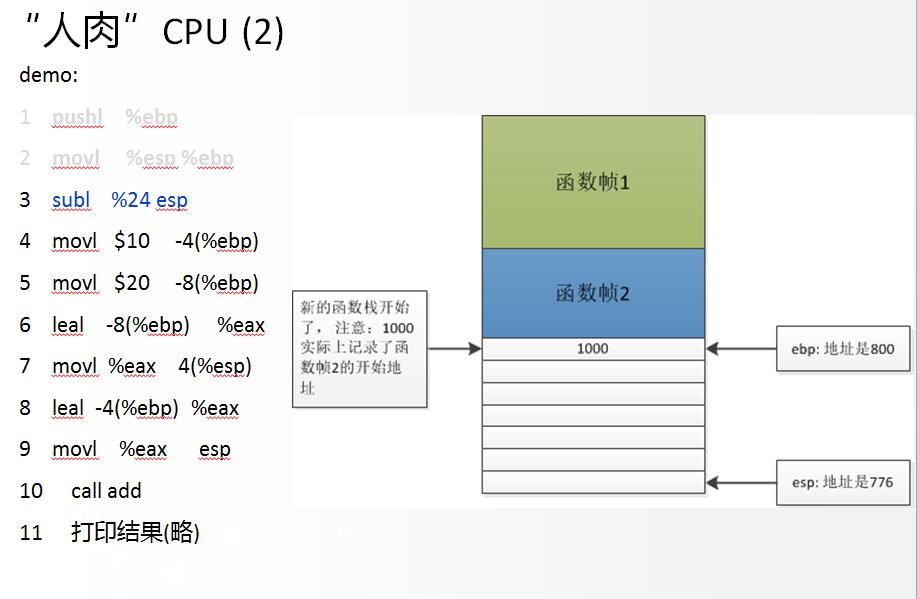 “人肉” CPU (2)
demo:
1 pushl %ebp
2 movl %esp %ebp
3 subl %24 esp
4 movl $10 -4(%ebp)
5 movl $20 -8(%ebp)
6 leal -8(%ebp) %eax
7 movl %eax 4(%esp)
8 leal -4(%ebp) %eax
9 movl %eax esp
10 call add
11 打印结果(略)
函数帧1
函数帧2
新的函数栈开始
了，注意：1000
实际上记录了函
数帧2的开始地
址
1000
ebp: 地址是800
esp: 地址是776